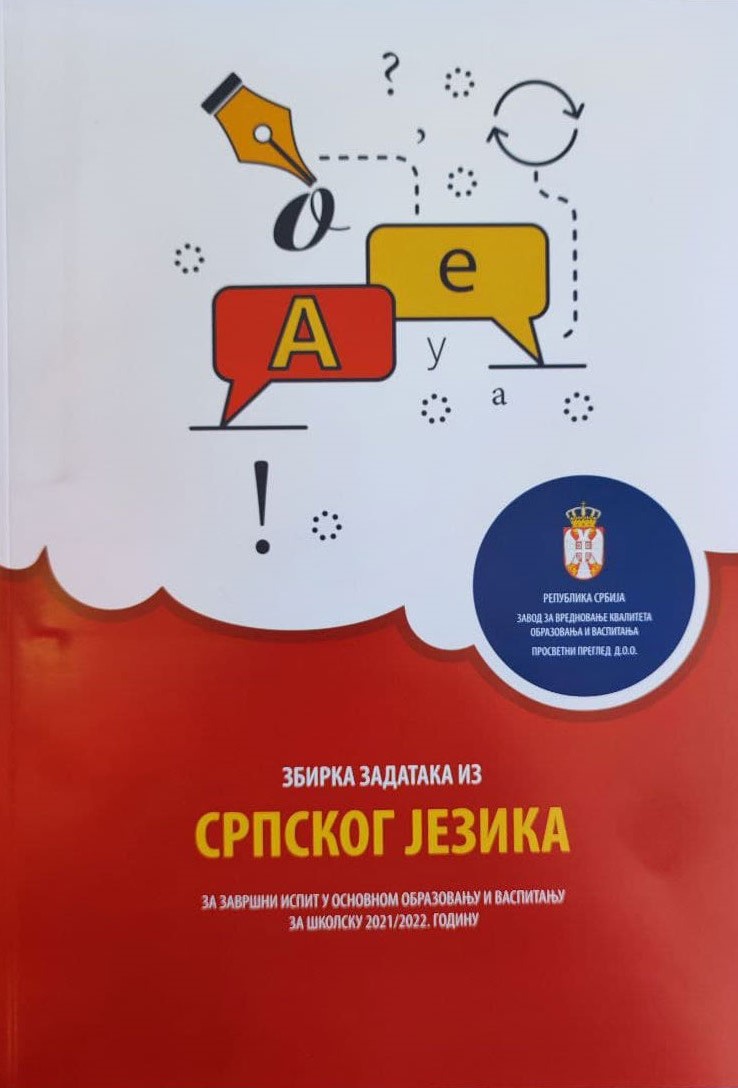 ?
,
o
e
A
у
а
!
РЕПУБЛИКА СРБИЈА
ЗАВОД ЗА ВРЕДНОВАЊЕ КВАЛИТЕТА
ОБРАЗОВАЊА И ВАСПИТАЊА
ПРОСВЕТНИ ПРЕГЛЕД Д.О.О.
ЗБИРКА ЗАДАТАКА ИЗ
СРПСКОГ ЈЕЗИКА
ЗА ЗАВРШНИ ИСПИТ У ОСНОВНОМ ОБРАЗОВАЊУ И ВАСПИТАЊУ
ЗА ШКОЛСКУ 2021/2022. ГОДИНУ